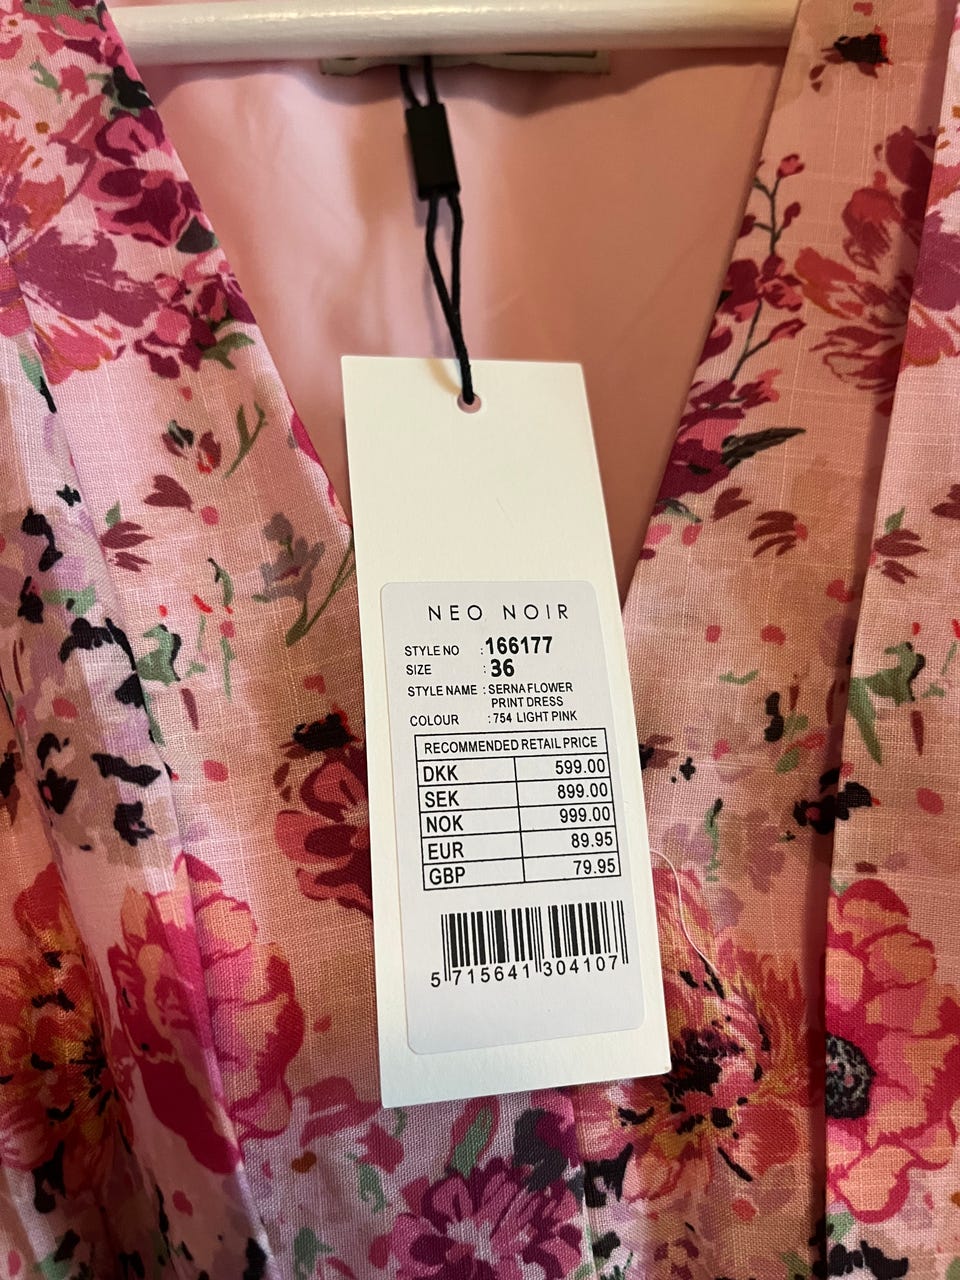 NEO NOIR
STYLE NO : 166177
SIZE : 36
STYLE NAME : SERNA FLOWER
PRINT DRESS
COLOUR : 754 LIGHT PINK
RECOMMENDED RETAIL PRICE
DKK 599.00
SEK 899.00
NOK 999.00
EUR 89.95
GBP 79.95
5 715641 304107